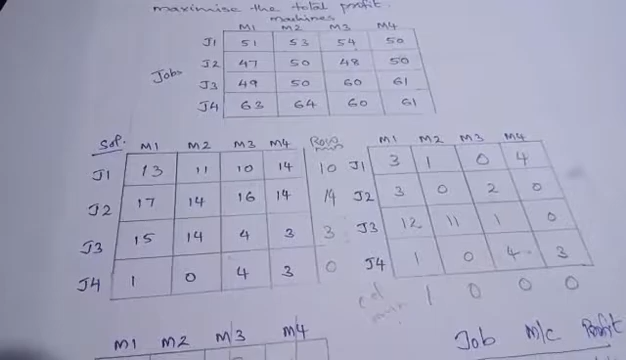 maximise the total profit.
machines
M1 M2 M3 M4
J1 51 53 54 50
Jobs J2 47 50 48 50
J3 49 50 60 61
J4 63 64 60 61
Sol. M1 M2 M3 M4 Row min
J1 13 11 10 14 10
J2 17 14 16 14 14
J3 15 14 4 3 3
J4 1 0 4 3 0
M1 M2 M3 M4
J1 3 1 0 4
J2 3 0 2 0
J3 12 11 1 0
J4 1 0 4 3
col min 1 0 0 0
M1 M2 M3 M4
Job M/c Profit